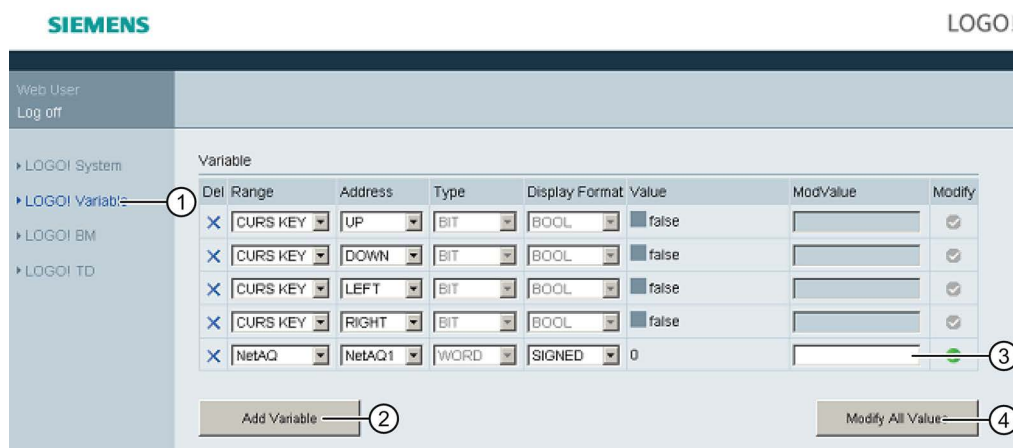 SIEMENS LOGO!
Web User
Log off
LOGO! System
LOGO! Variable 1
LOGO! BM
LOGO! TD
Variable
Del Range Address Type Display Format Value ModValue Modify
CURS KEY UP BIT BOOL false
CURS KEY DOWN BIT BOOL false
CURS KEY LEFT BIT BOOL false
CURS KEY RIGHT BIT BOOL false
NetAQ NetAQ1 WORD SIGNED 0 3
Add Variable 2 Modify All Values 4